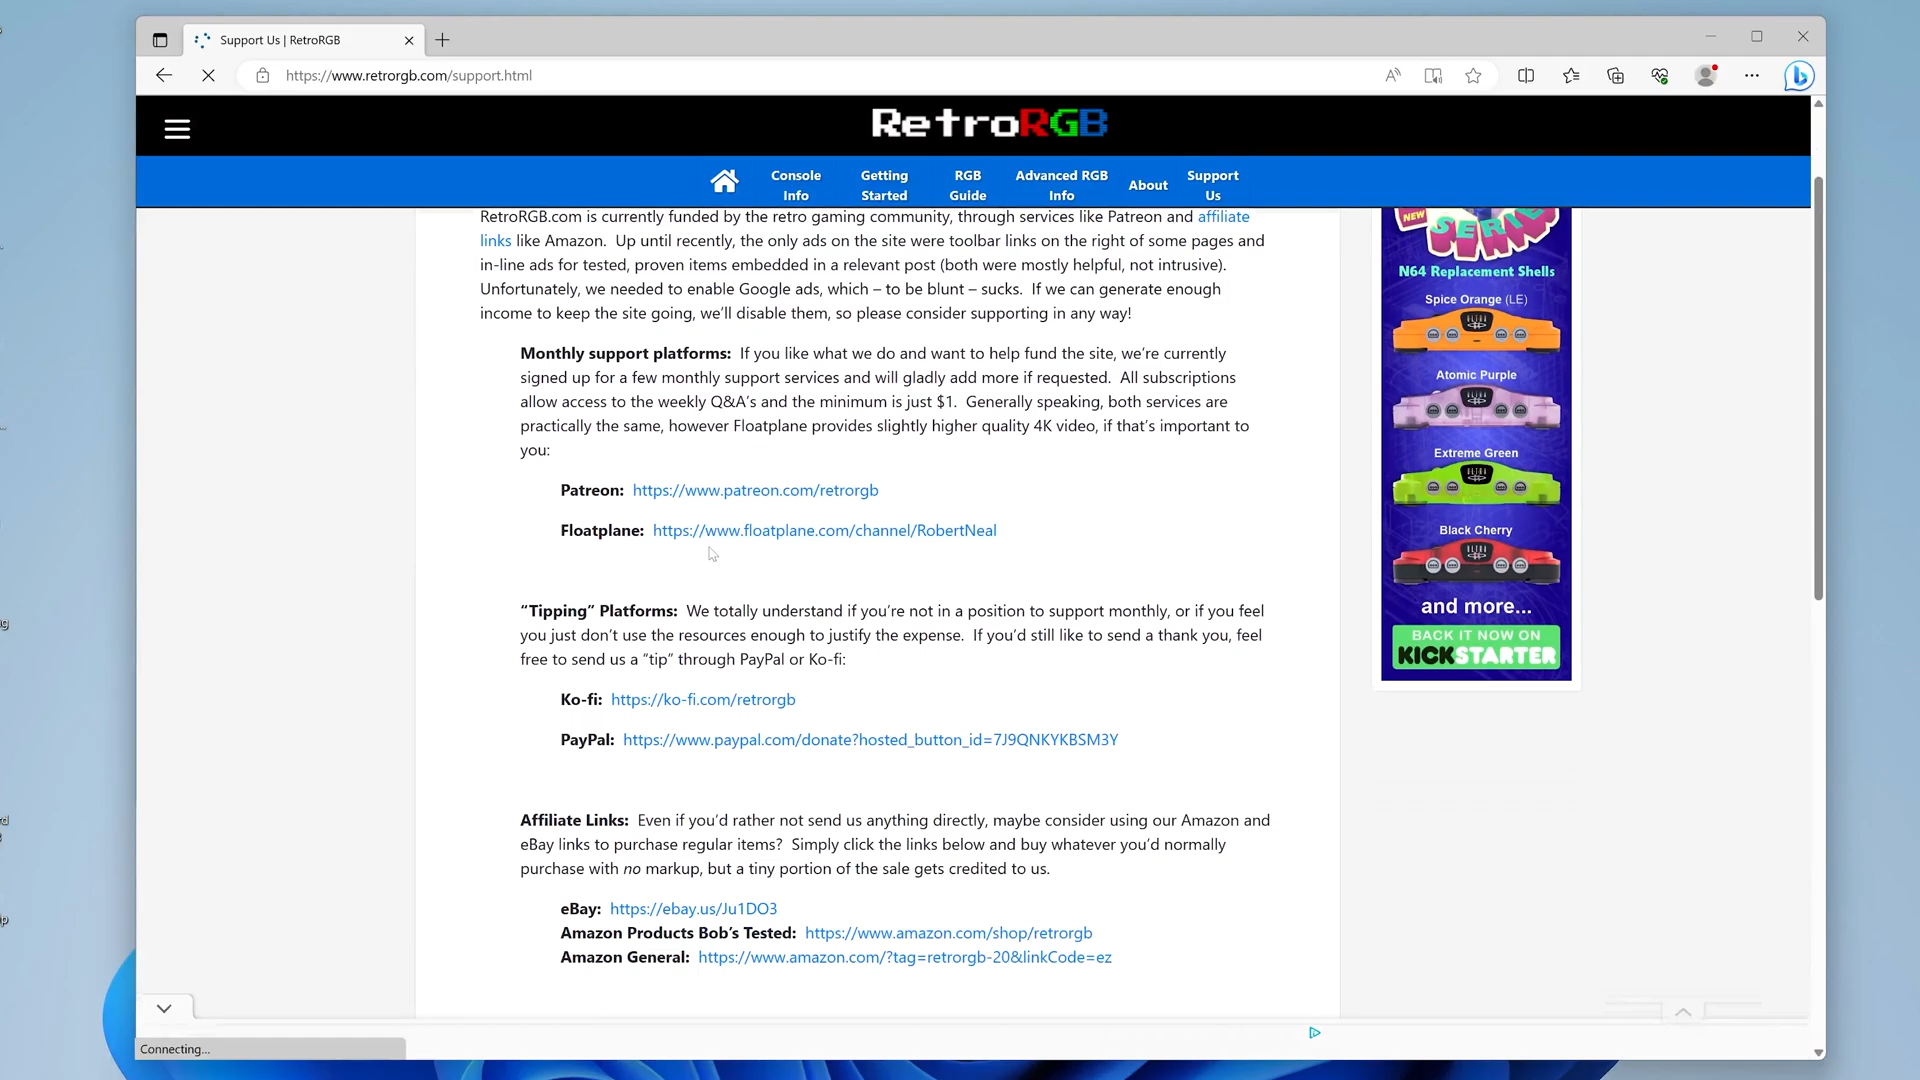 Support Us | RetroRGB
https://www.retrorgb.com/support.html
RetroRGB
Console Info
Getting Started
RGB Guide
Advanced RGB Info
About
Support Us
RetroRGB.com is currently funded by the retro gaming community, through services like Patreon and affiliate
links like Amazon.  Up until recently, the only ads on the site were toolbar links on the right of some pages and
in-line ads for tested, proven items embedded in a relevant post (both were mostly helpful, not intrusive).
Unfortunately, we needed to enable Google ads, which – to be blunt – sucks.  If we can generate enough
income to keep the site going, we’ll disable them, so please consider supporting in any way!
Monthly support platforms:  If you like what we do and want to help fund the site, we’re currently
signed up for a few monthly support services and will gladly add more if requested.  All subscriptions
allow access to the weekly Q&A’s and the minimum is just $1.  Generally speaking, both services are
practically the same, however Floatplane provides slightly higher quality 4K video, if that’s important to
you:
Patreon:  https://www.patreon.com/retrorgb
Floatplane:  https://www.floatplane.com/channel/RobertNeal
“Tipping” Platforms:  We totally understand if you’re not in a position to support monthly, or if you feel
you just don’t use the resources enough to justify the expense.  If you’d still like to send a thank you, feel
free to send us a “tip” through PayPal or Ko-fi:
Ko-fi:  https://ko-fi.com/retrorgb
PayPal:  https://www.paypal.com/donate?hosted_button_id=7J9QNKYKBSM3Y
Affiliate Links:  Even if you’d rather not send us anything directly, maybe consider using our Amazon and
eBay links to purchase regular items?  Simply click the links below and buy whatever you’d normally
purchase with no markup, but a tiny portion of the sale gets credited to us.
eBay:  https://ebay.us/Ju1DO3
Amazon Products Bob’s Tested:  https://www.amazon.com/shop/retrorgb
Amazon General:  https://www.amazon.com/?tag=retrorgb-20&linkCode=ez
NEW
SERIES
N64 Replacement Shells
Spice Orange (LE)
Atomic Purple
Extreme Green
Black Cherry
and more...
BACK IT NOW ON
KICKSTARTER
Connecting...